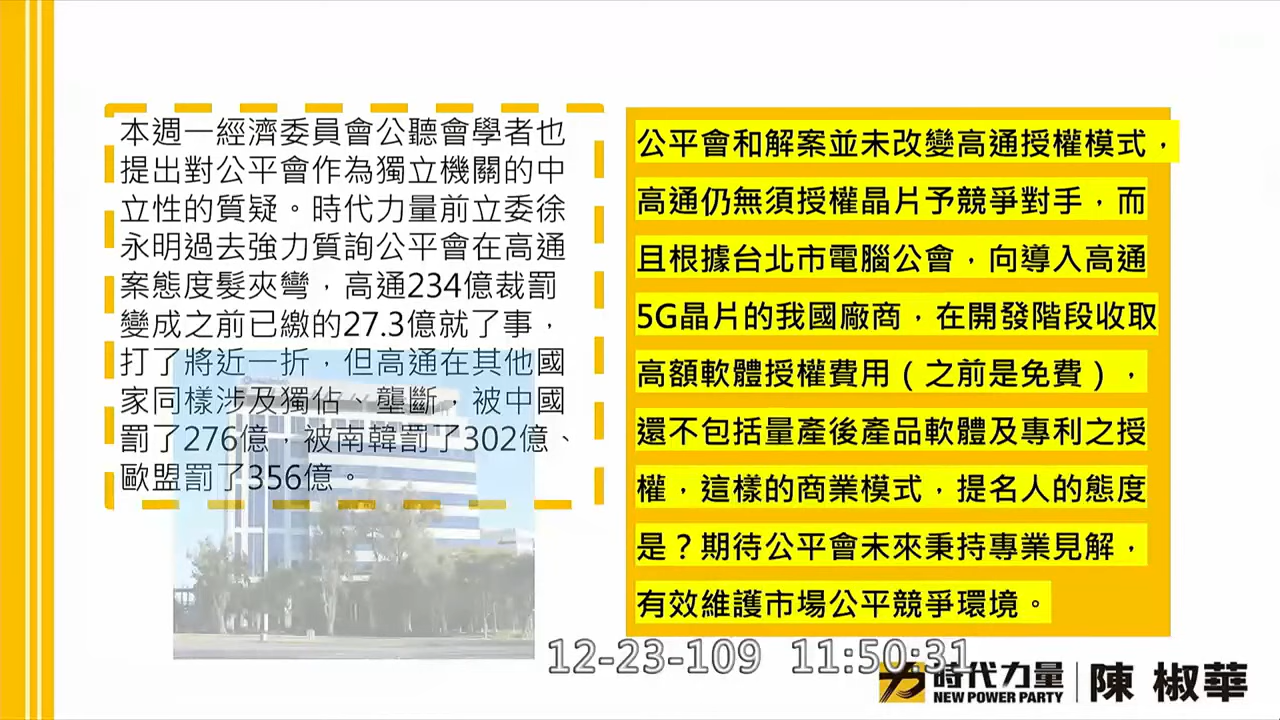 本週一經濟委員會公聽會學者也
提出對公平會作為獨立機關的中
立性的質疑。時代力量前立委徐
永明過去強力質詢公平會在高通
案態度髮夾彎，高通234億裁罰
變成之前已繳的27.3億就了事，
打了將近一折，但高通在其他國
家同樣涉及獨佔、壟斷，被中國
罰了276億，被南韓罰了302億、
歐盟罰了356億。
公平會和解案並未改變高通授權模式，
高通仍無須授權晶片予競爭對手，而
且根據台北市電腦公會，向導入高通
5G晶片的我國廠商，在開發階段收取
高額軟體授權費用（之前是免費），
還不包括量產後產品軟體及專利之授
權，這樣的商業模式，提名人的態度
是？期待公平會未來秉持專業見解，
有效維護市場公平競爭環境。
12-23-109 11:50:31
時代力量
NEW POWER PARTY
陳 椒華